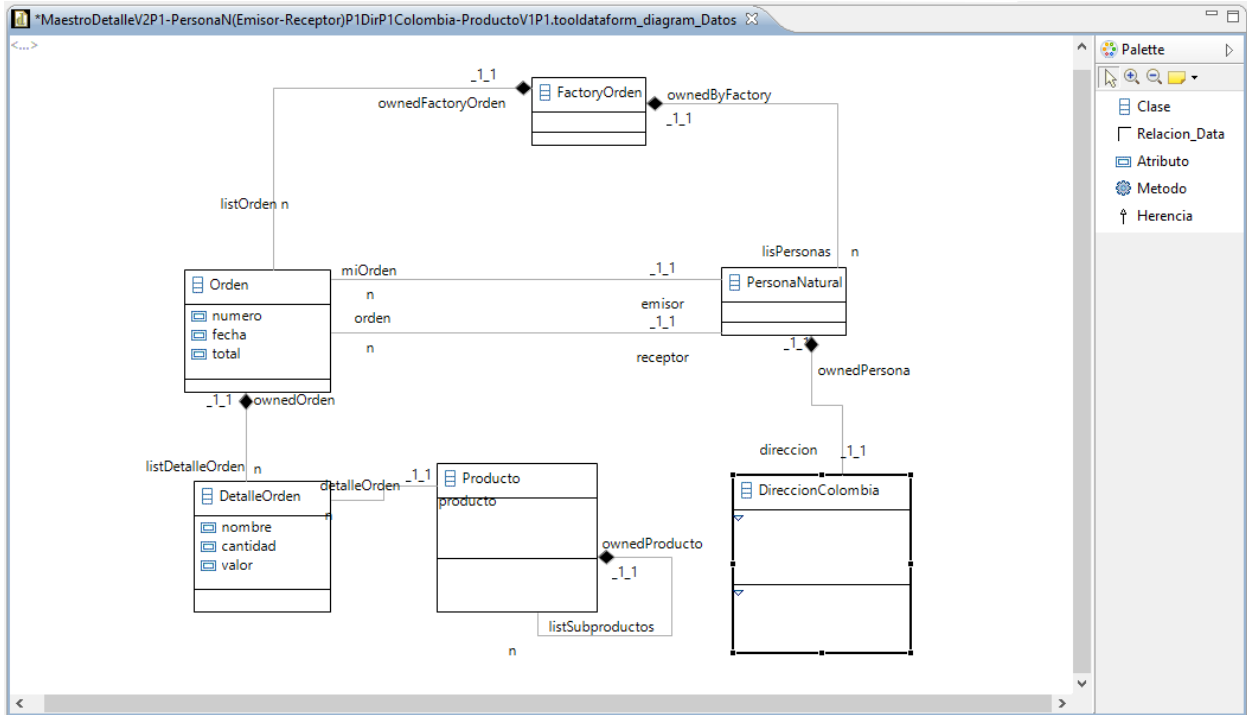 *MaestroDetalleV2P1-PersonaN(Emisor-Receptor)P1DirP1Colombia-ProductoV1P1.tooldataform_diagram_Datos
<...>
Palette
Clase
Relacion_Data
Atributo
Metodo
Herencia
_1_1
ownedFactoryOrden
FactoryOrden
ownedByFactory
_1_1
listOrden n
lisPersonas n
Orden
numero
fecha
total
miOrden
n
_1_1
emisor
orden
n
_1_1
receptor
PersonaNatural
_1_1
ownedPersona
_1_1
ownedOrden
listDetalleOrden n
direccion
_1_1
DetalleOrden
nombre
cantidad
valor
detalleOrden
n
_1_1
Producto
producto
ownedProducto
_1_1
listSubproductos
n
DireccionColombia